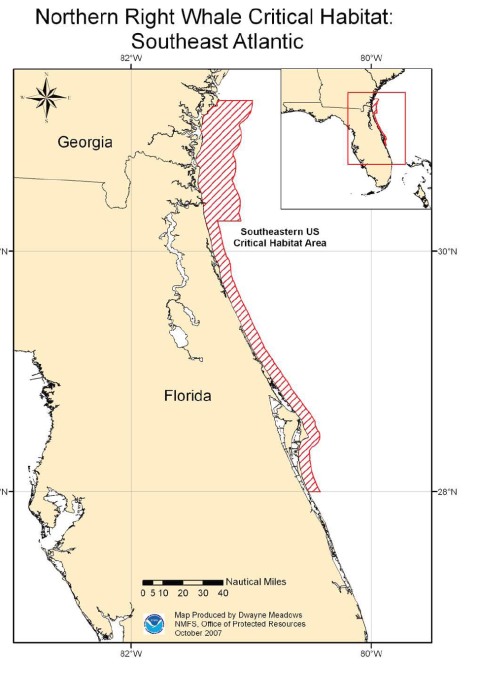 Northern Right Whale Critical Habitat:
Southeast Atlantic
82°W 80°W
N
W E
S
Georgia
Southeastern US
Critical Habitat Area
°N 30°N
Florida
°N 28°N
Nautical Miles
0 5 10 20 30 40
Map Produced by Dwayne Meadows
NMFS, Office of Protected Resources
October 2007
82°W 80°W